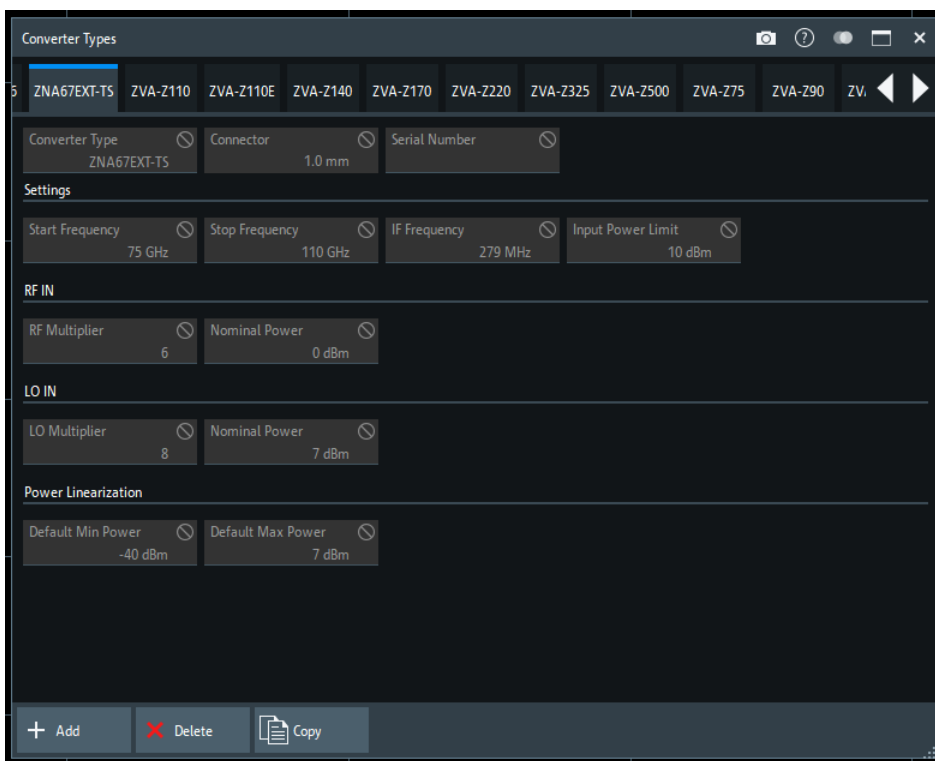 Converter Types
ZNA67EXT-TS ZVA-Z110 ZVA-Z110E ZVA-Z140 ZVA-Z170 ZVA-Z220 ZVA-Z325 ZVA-Z500 ZVA-Z75 ZVA-Z90
Converter Type Connector Serial Number
ZNA67EXT-TS 1.0 mm
Settings
Start Frequency Stop Frequency IF Frequency Input Power Limit
75 GHz 110 GHz 279 MHz 10 dBm
RF IN
RF Multiplier Nominal Power
6 0 dBm
LO IN
LO Multiplier Nominal Power
8 7 dBm
Power Linearization
Default Min Power Default Max Power
-40 dBm 7 dBm
Add Delete Copy